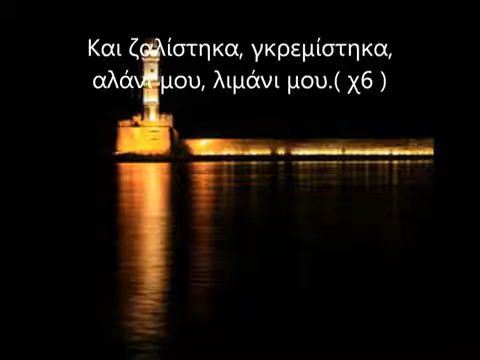 Και ζαλίστηκα, γκρεμίστηκα,
αλάνι μου, λιμάνι μου.( χ6 )